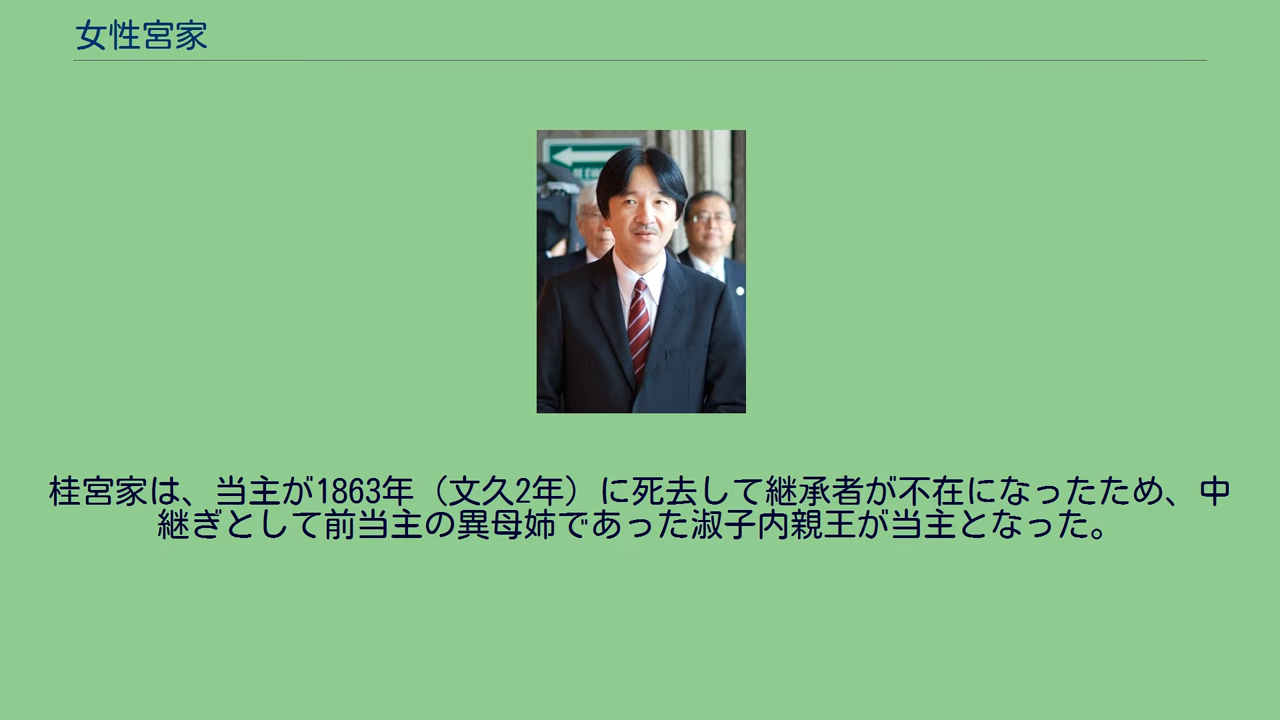 女性宮家
桂宮家は、当主が1863年（文久2年）に死去して継承者が不在になったため、中
継ぎとして前当主の異母姉であった淑子内親王が当主となった。